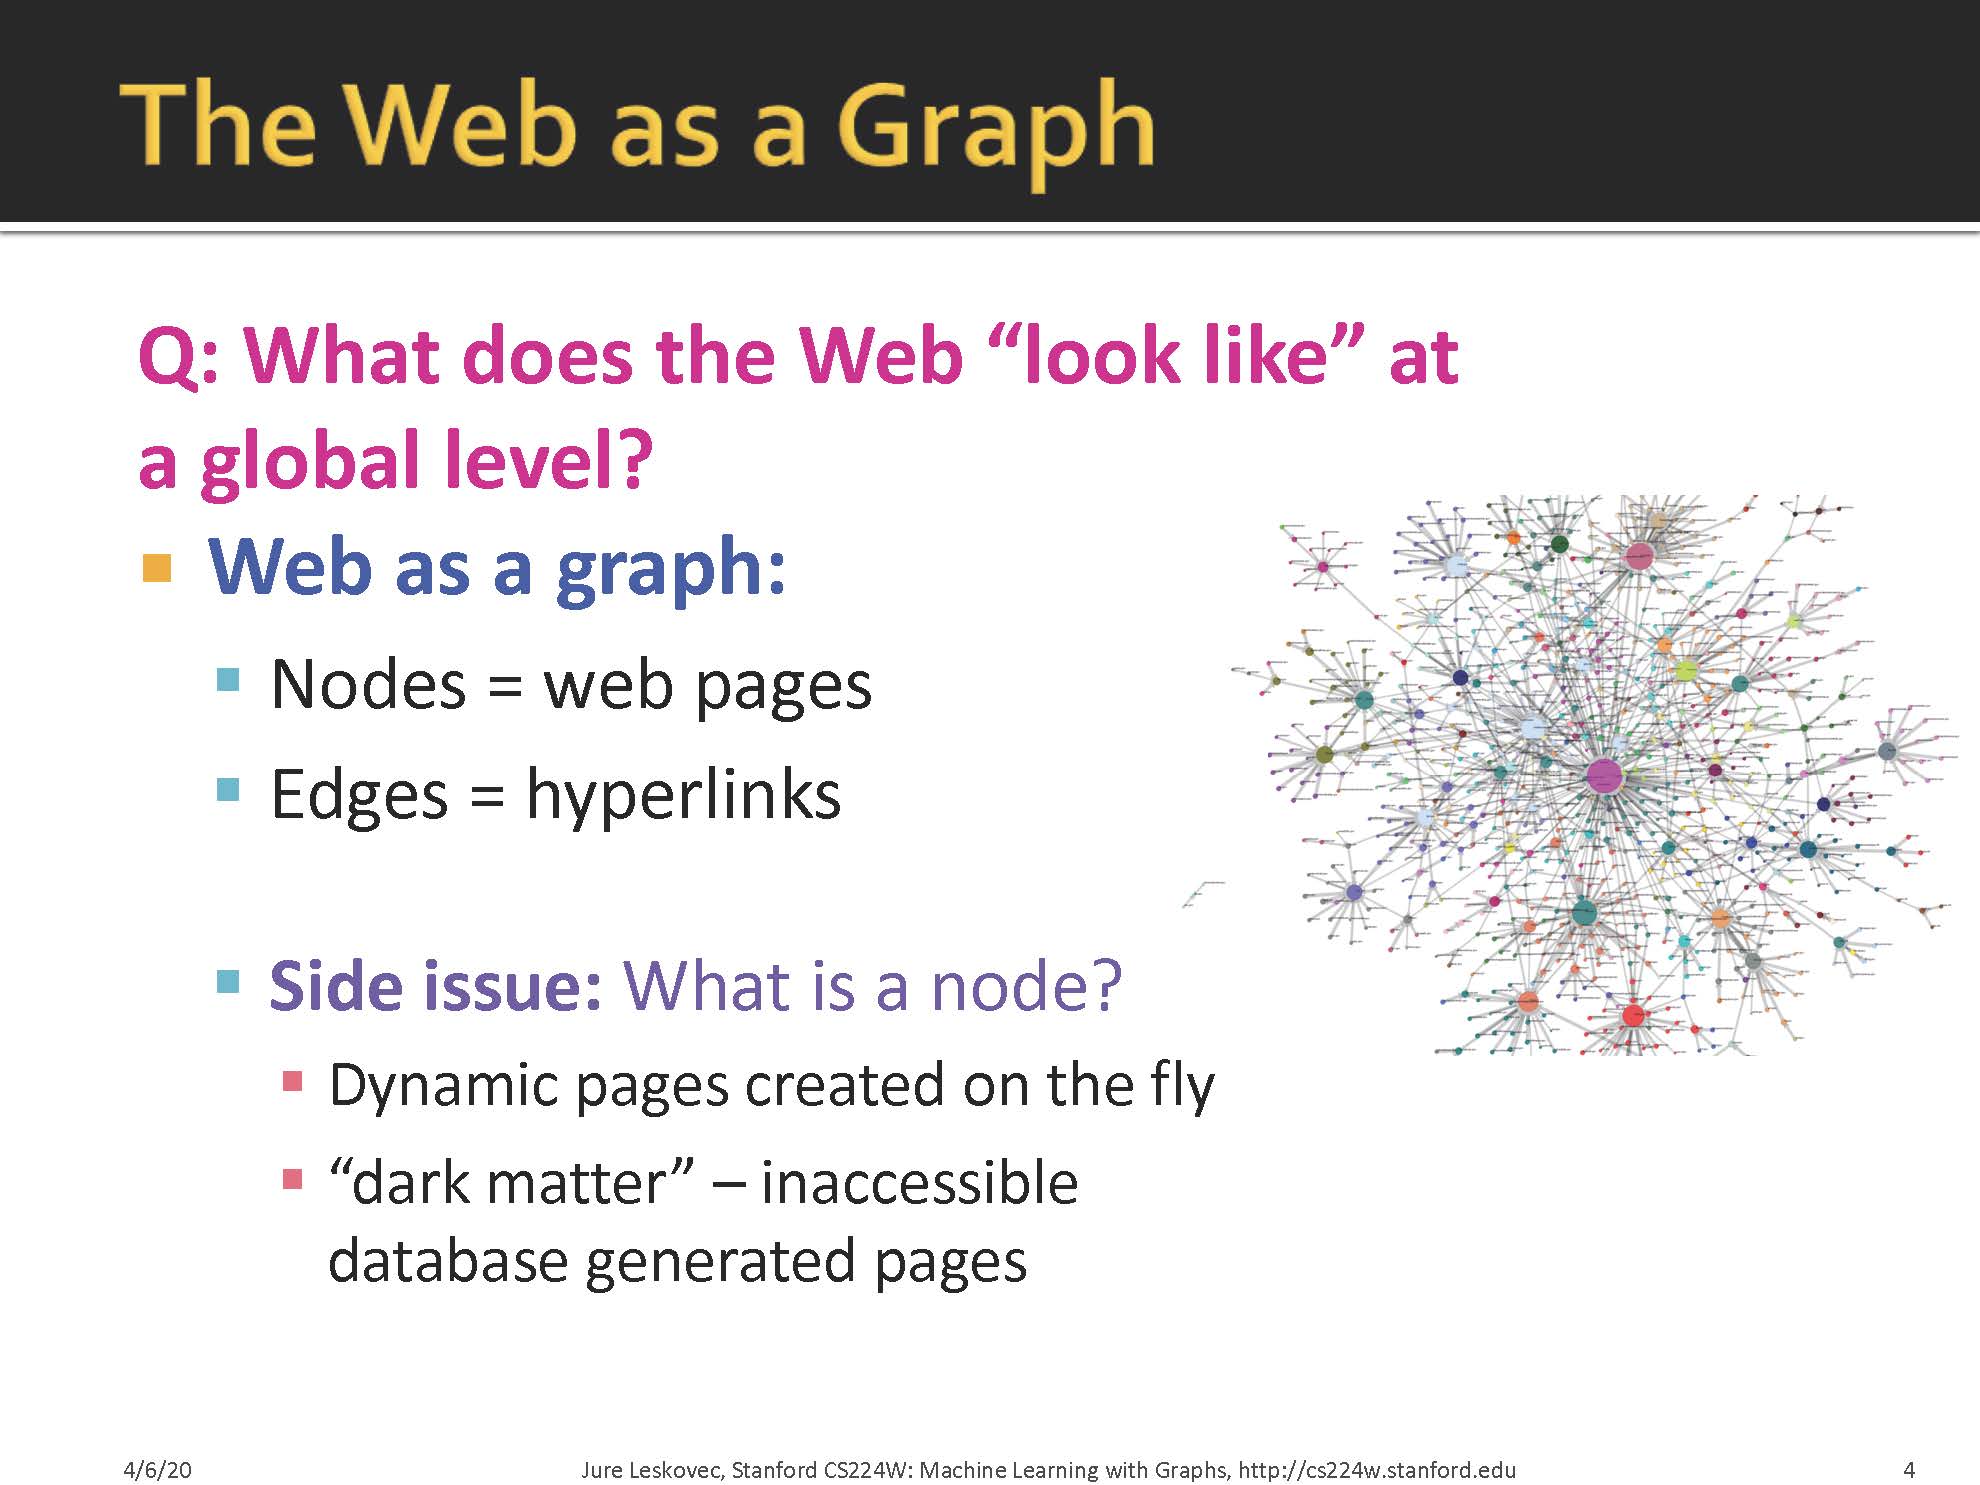 The Web as a Graph
Q: What does the Web “look like” at
a global level?
Web as a graph:
Nodes = web pages
Edges = hyperlinks
Side issue: What is a node?
Dynamic pages created on the fly
“dark matter” – inaccessible
database generated pages
4/6/20
Jure Leskovec, Stanford CS224W: Machine Learning with Graphs, http://cs224w.stanford.edu
4